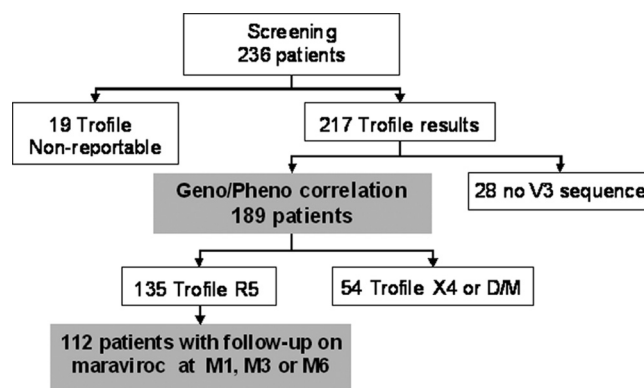 Screening
236 patients
19 Trofile
Non-reportable
217 Trofile results
Geno/Pheno correlation
189 patients
28 no V3 sequence
135 Trofile R5
54 Trofile X4 or D/M
112 patients with follow-up on
maraviroc at M1, M3 or M6